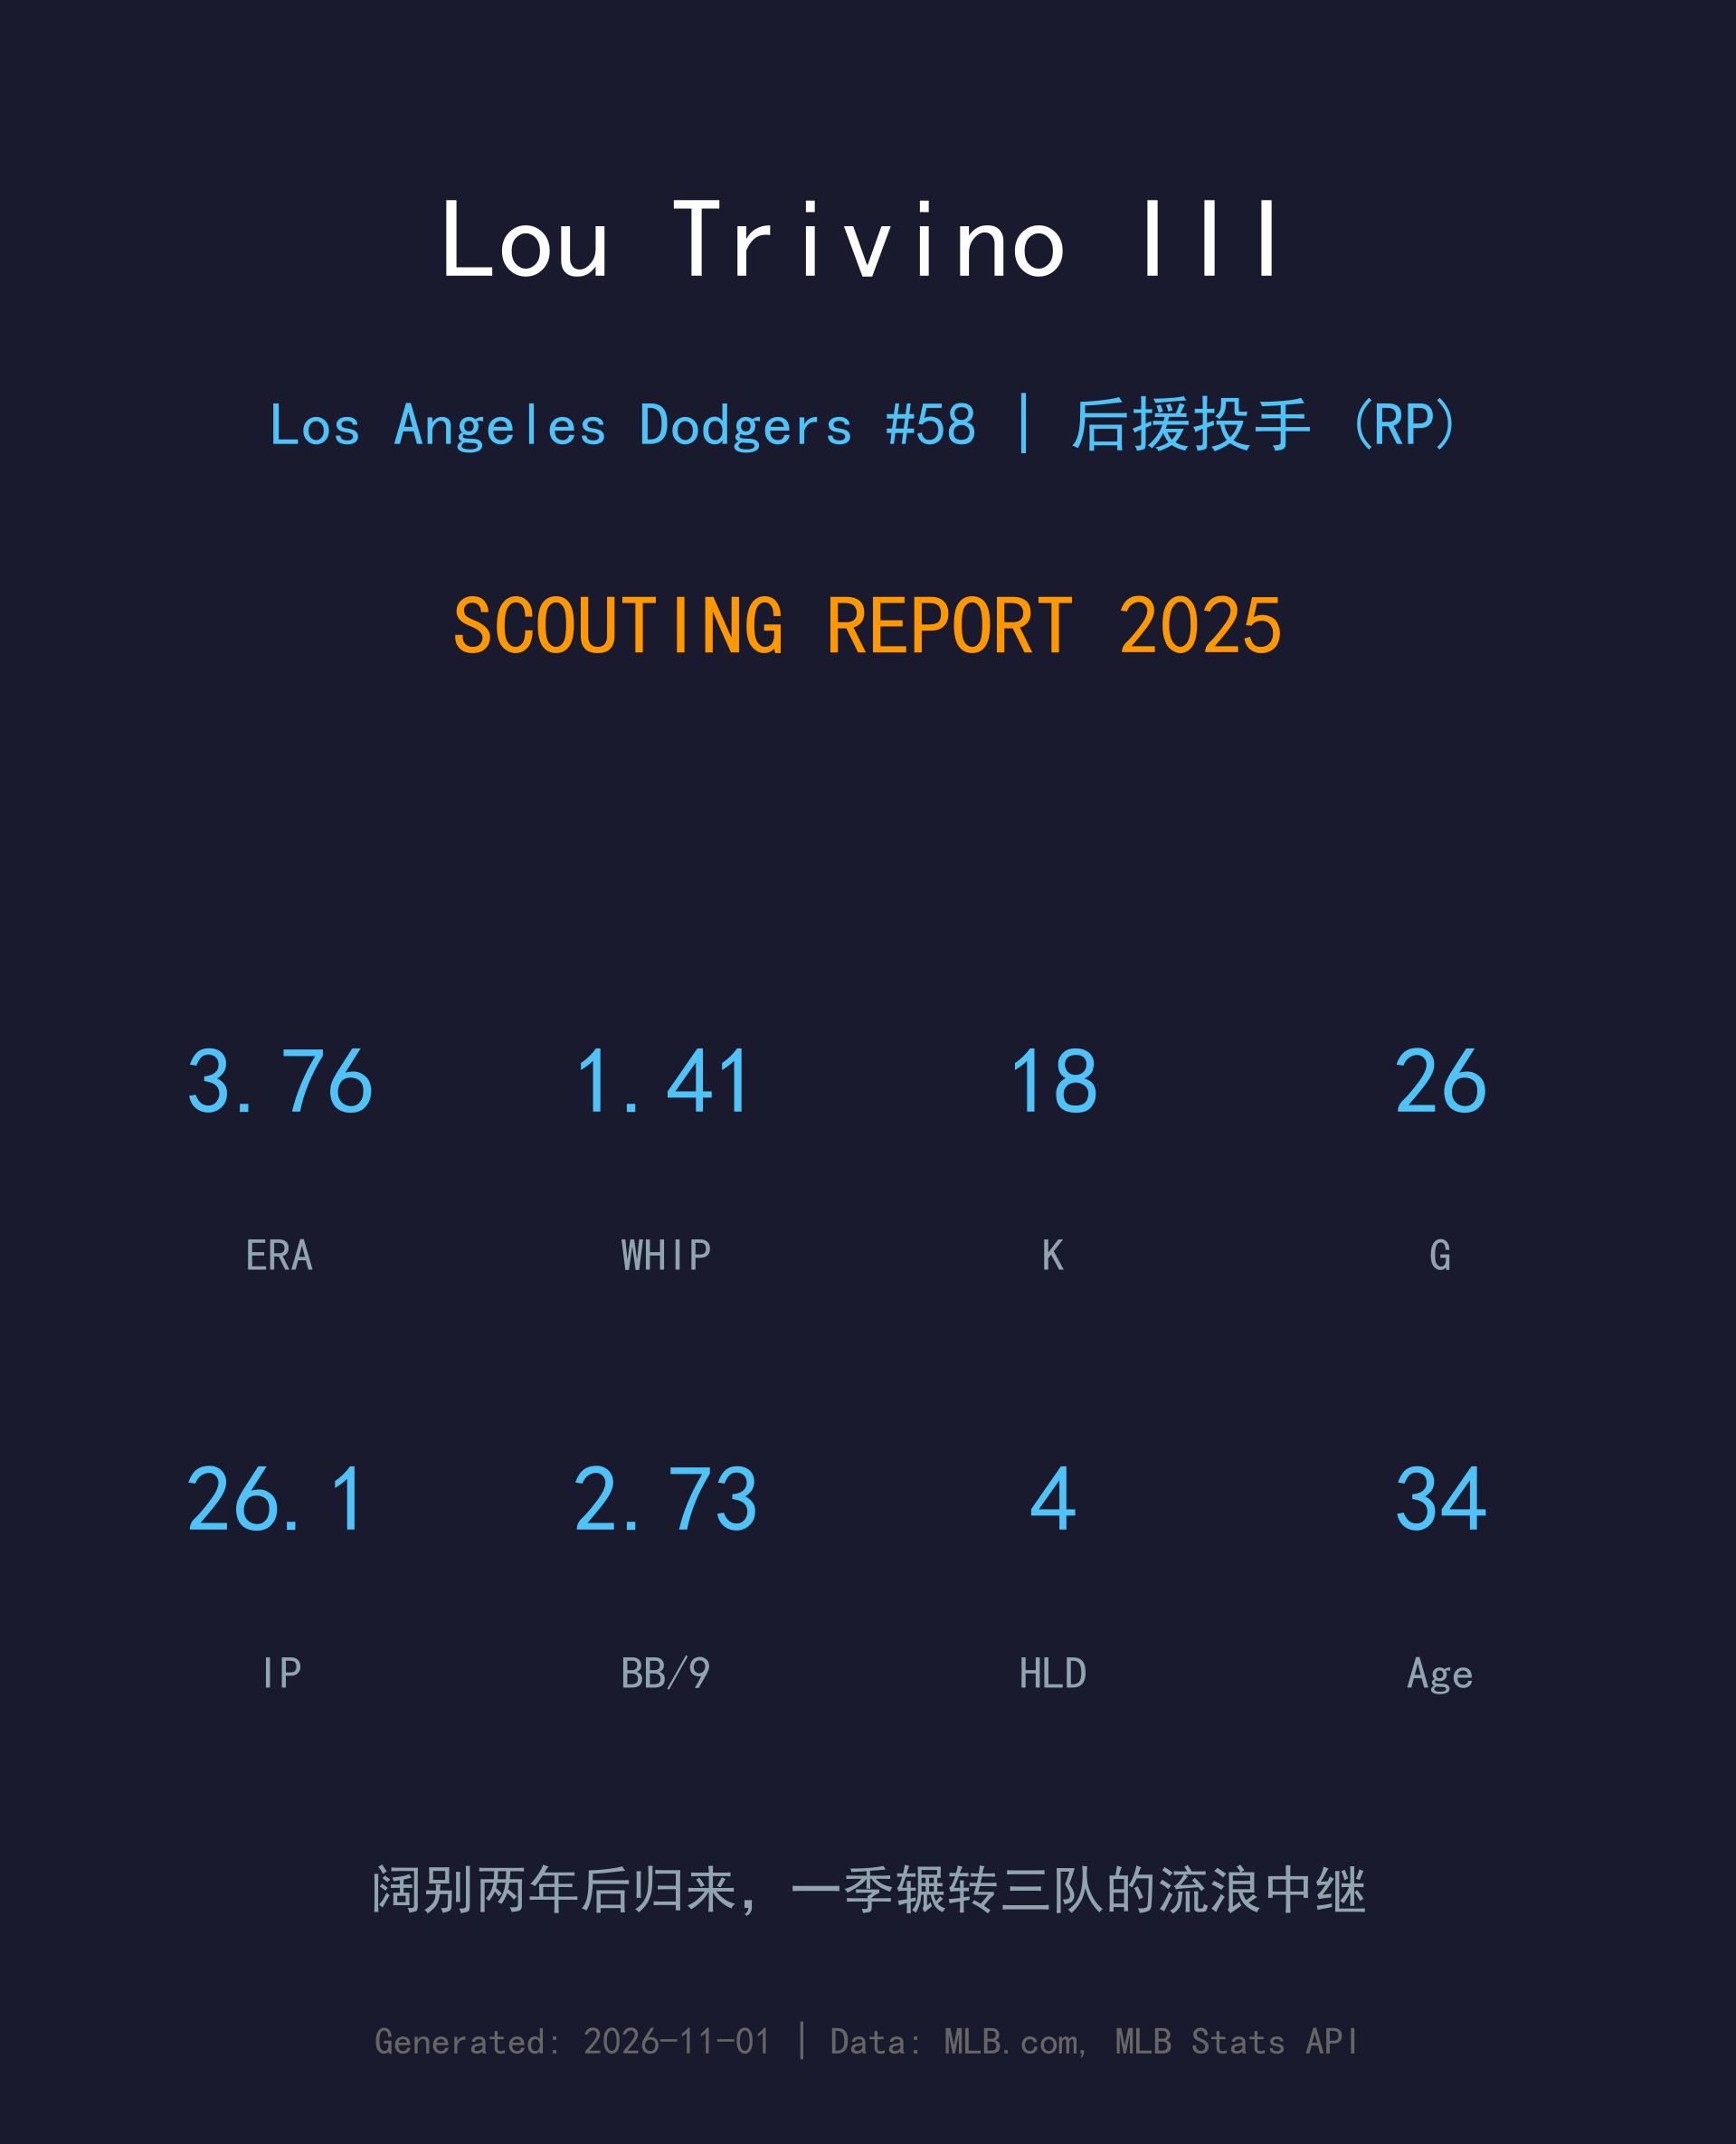 Lou Trivino III
Los Angeles Dodgers #58 | 后援投手 (RP)
SCOUTING REPORT 2025
3.76 1.41 18 26
ERA WHIP K G
26.1 2.73 4 34
IP BB/9 HLD Age
阔别两年后归来, 一季辗转三队的流浪中继
Generated: 2026-11-01 | Data: MLB.com, MLB Stats API